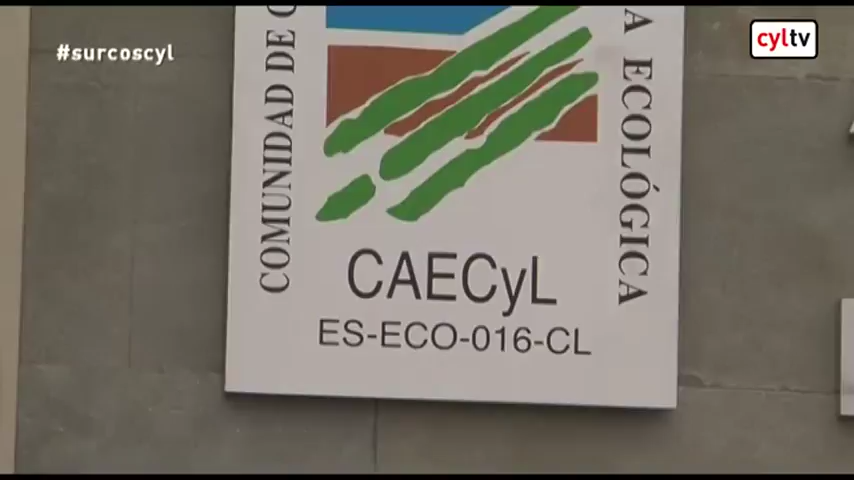 #surcoscyl
cyltv
COMUNIDAD DE
ECOLÓGICA
CAECyL
ES-ECO-016-CL